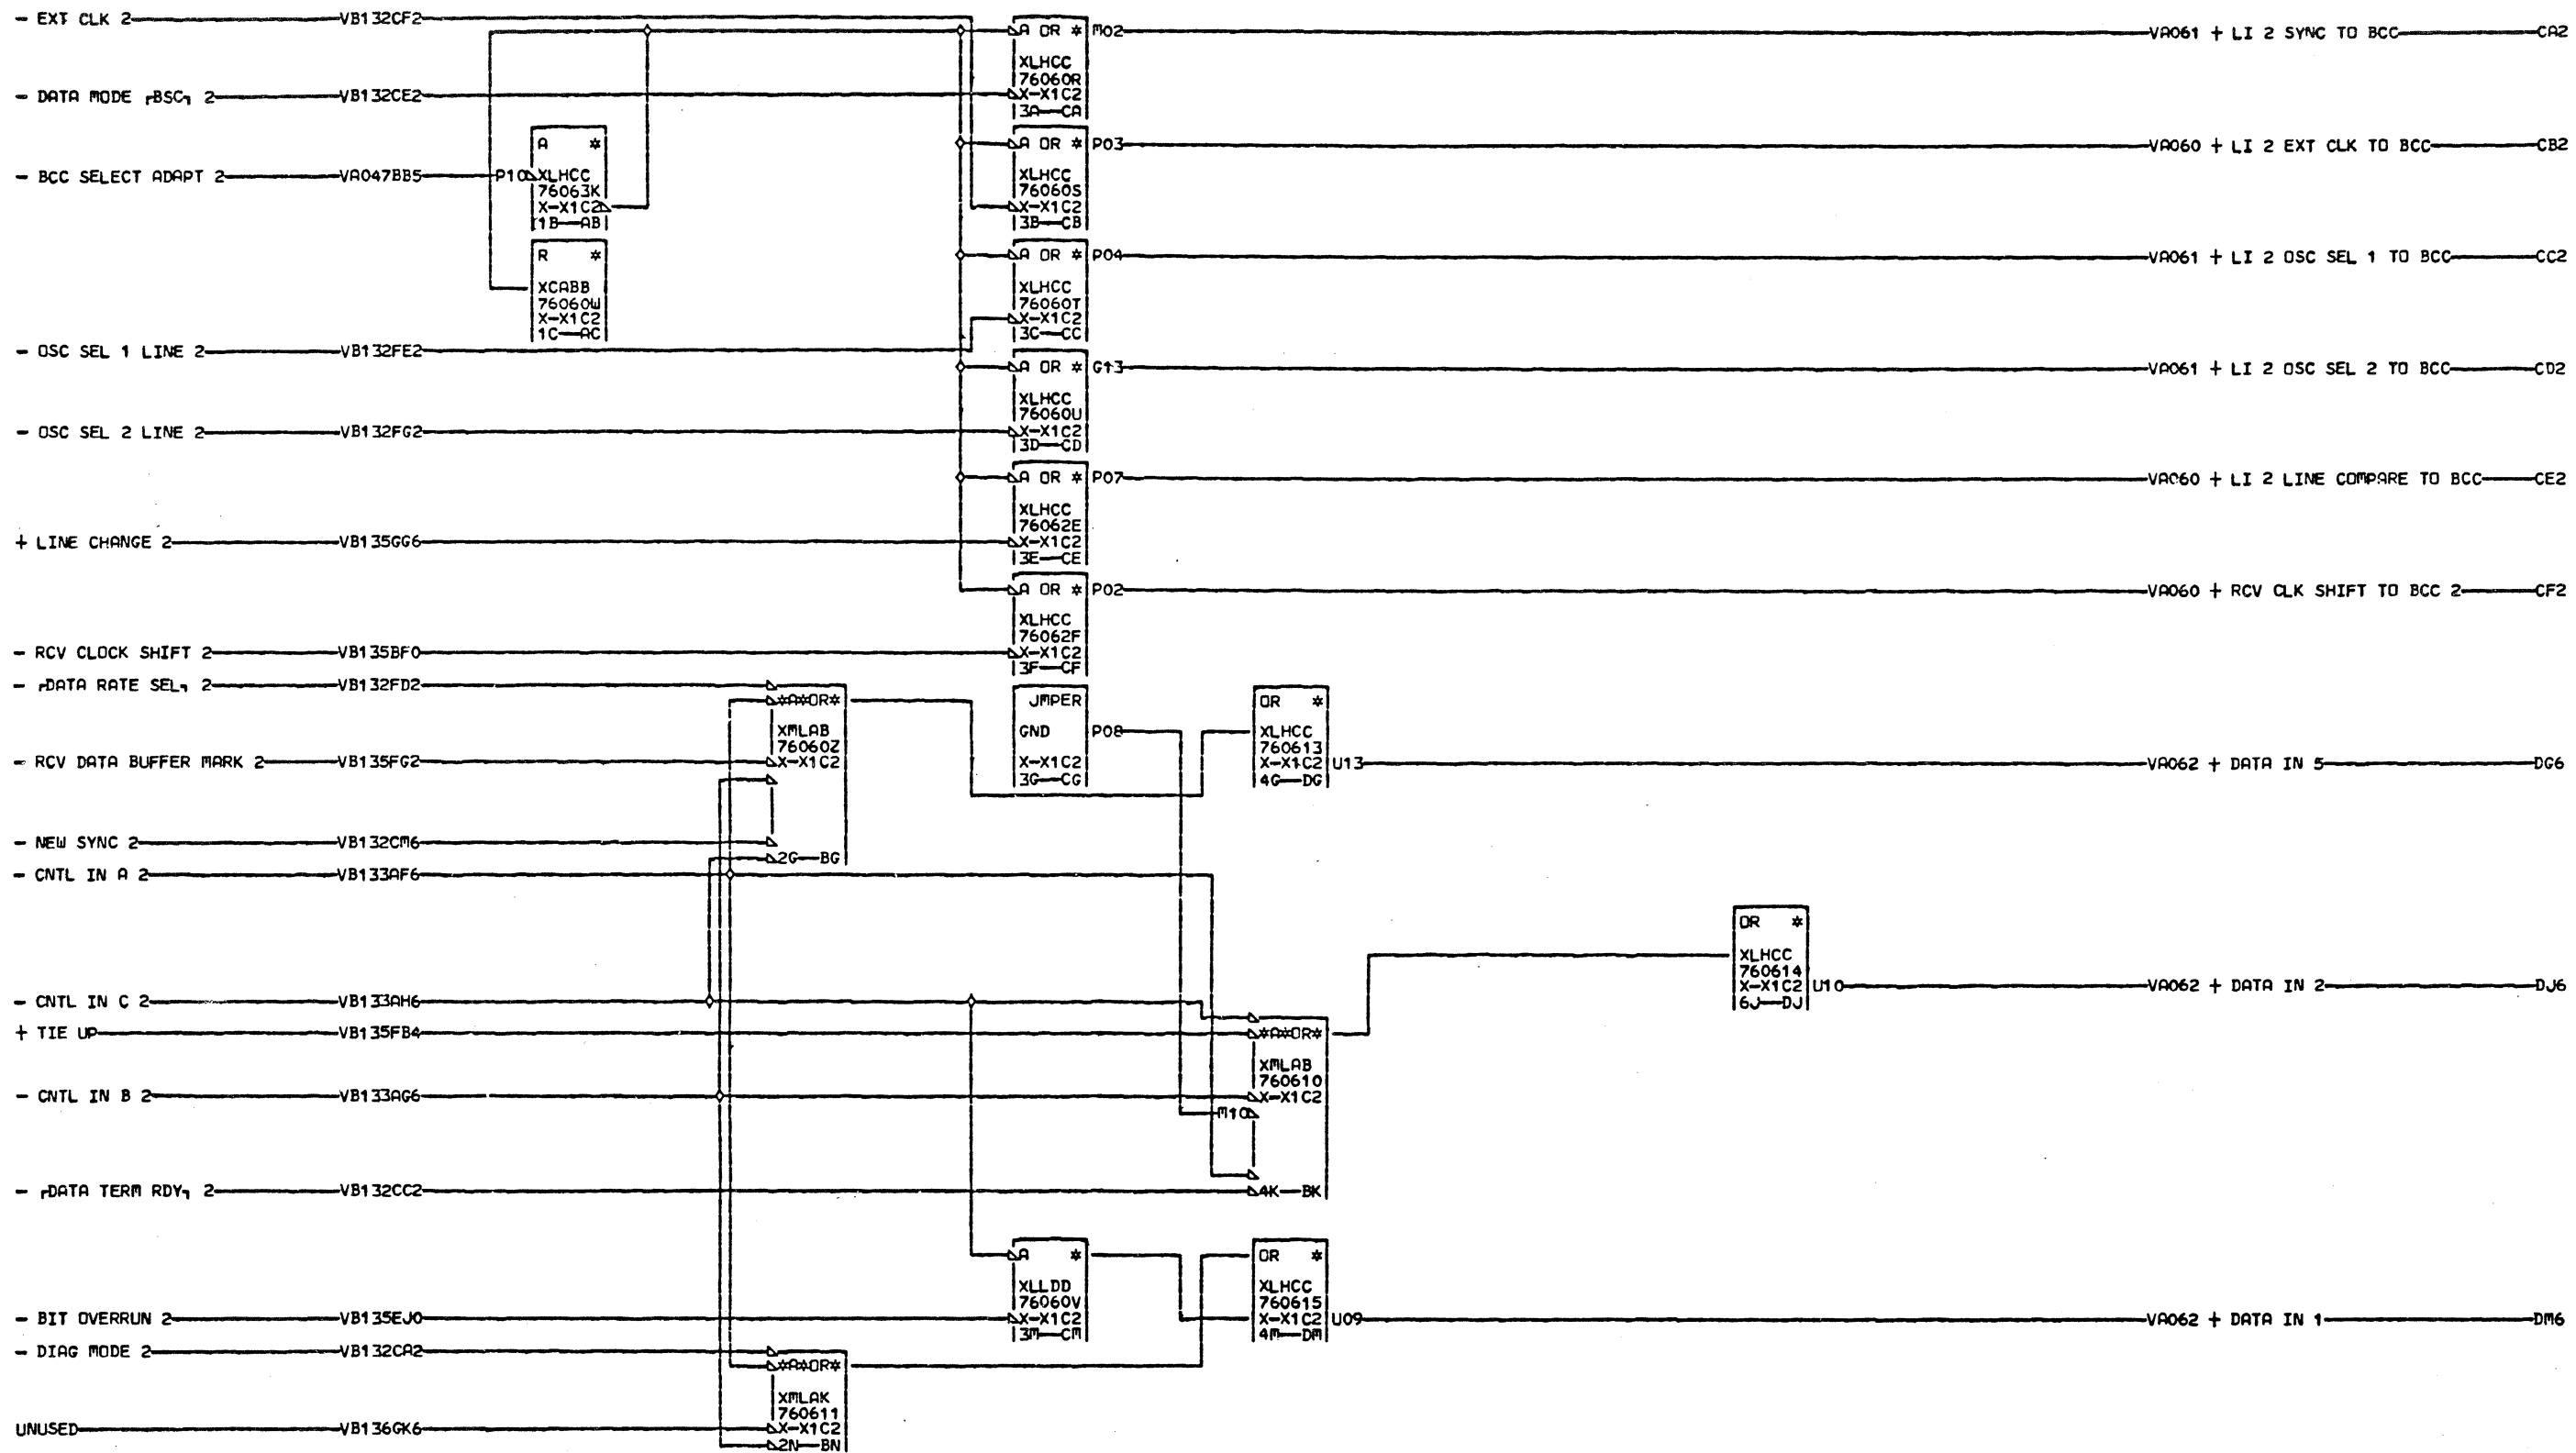 - EXT CLK 2 VB132CF2
A OR * M02 VA061 + LI 2 SYNC TO BCC CA2
XLHCC
76060R
- DATA MODE ┌BSC┐ 2 VB132CE2 X-X1C2
3A CA
A *
A OR * P03 VA060 + LI 2 EXT CLK TO BCC CB2
- BCC SELECT ADAPT 2 VA047BB5 P10 XLHCC
76063K
X-X1C2
1B AB
XLHCC
76060S
X-X1C2
3B CB
R *
XCABB
76060W
X-X1C2
1C AC
A OR * P04 VA061 + LI 2 OSC SEL 1 TO BCC CC2
XLHCC
76060T
X-X1C2
3C CC
- OSC SEL 1 LINE 2 VB132FE2
A OR * G13 VA061 + LI 2 OSC SEL 2 TO BCC CD2
XLHCC
76060U
- OSC SEL 2 LINE 2 VB132FG2 X-X1C2
3D CD
A OR * P07 VA060 + LI 2 LINE COMPARE TO BCC CE2
XLHCC
76062E
+ LINE CHANGE 2 VB135GG6 X-X1C2
3E CE
A OR * P02 VA060 + RCV CLK SHIFT TO BCC 2 CF2
XLHCC
76062F
- RCV CLOCK SHIFT 2 VB135BF0 X-X1C2
3F CF
- ┌DATA RATE SEL┐ 2 VB132FD2
*A*OR*
XMLAB
76060Z
- RCV DATA BUFFER MARK 2 VB135FG2 X-X1C2
JMPER
GND P08
X-X1C2
3G CG
OR *
XLHCC
760613
X-X1C2 U13 VA062 + DATA IN 5 DG6
4G DG
- NEW SYNC 2 VB132CM6
2G BG
- CNTL IN A 2 VB133AF6
OR *
XLHCC
760614
X-X1C2 U10 VA062 + DATA IN 2 DJ6
6J DJ
- CNTL IN C 2 VB133AH6
+ TIE UP VB135FB4 *A*OR*
XMLAB
760610
- CNTL IN B 2 VB133AG6 X-X1C2
M10
- ┌DATA TERM RDY┐ 2 VB132CC2 4K BK
A *
XLLDD
76060V
- BIT OVERRUN 2 VB135EJ0 X-X1C2
3M CM
OR *
XLHCC
760615
X-X1C2 U09 VA062 + DATA IN 1 DM6
4M DM
- DIAG MODE 2 VB132CA2
*A*OR*
XMLAK
760611
UNUSED VB136GK6 X-X1C2
2N BN